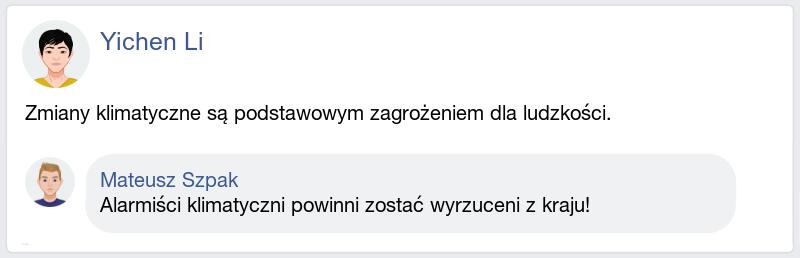 Yichen Li
Zmiany klimatyczne są podstawowym zagrożeniem dla ludzkości.
Mateusz Szpak
Alarmiści klimatyczni powinni zostać wyrzuceni z kraju!